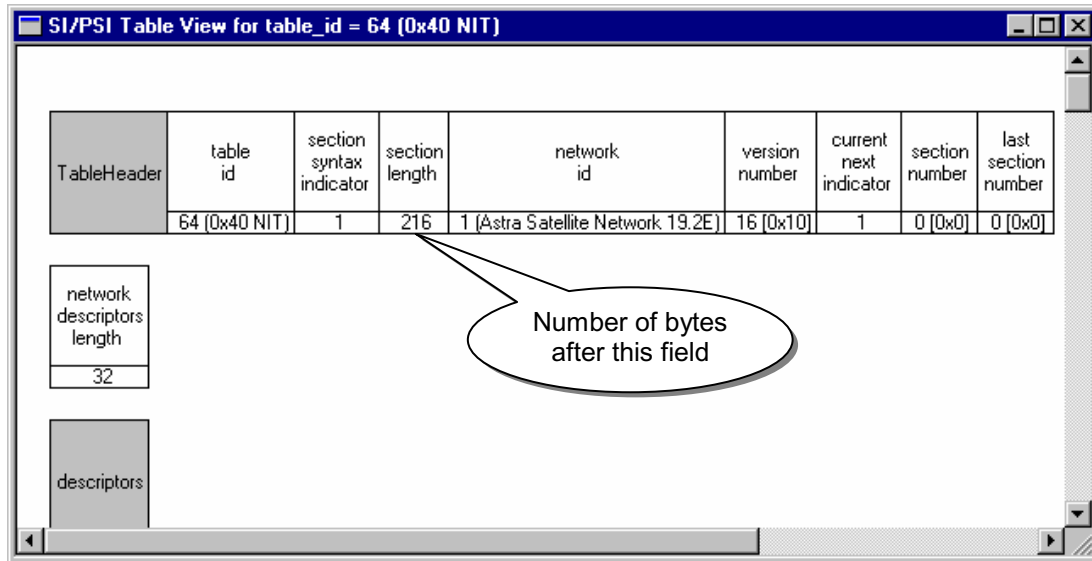 SI/PSI Table View for table_id = 64 (0x40 NIT)
TableHeader
table
id
section
syntax
indicator
section
length
network
id
version
number
current
next
indicator
section
number
last
section
number
64 (0x40 NIT)
1
216
1 (Astra Satellite Network 19.2E)
16 [0x10]
1
0 [0x0]
0 [0x0]
network
descriptors
length
32
Number of bytes
after this field
descriptors